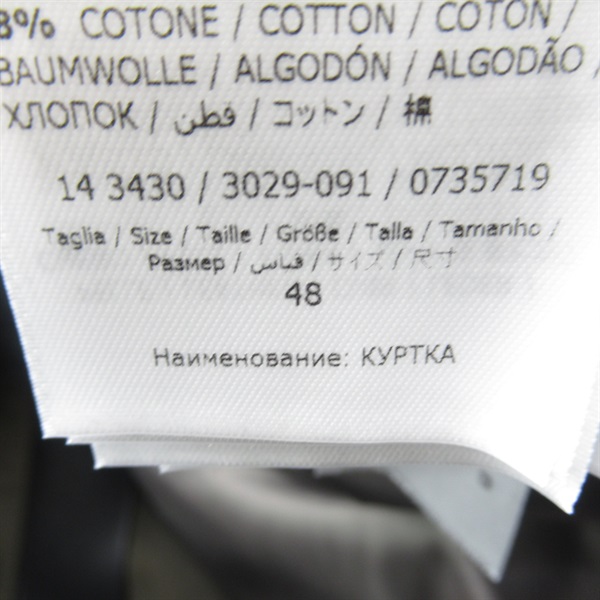 8% COTONE / COTTON / COTON /
BAUMWOLLE / ALGODÓN / ALGODÃO /
ХЛОПОК / قطن / コットン / 棉
14 3430 / 3029-091 / 0735719
Taglia / Size / Taille / Größe / Talla / Tamanho /
Размер / قياس / サイズ / 尺寸
48
Наименование: КУРТКА